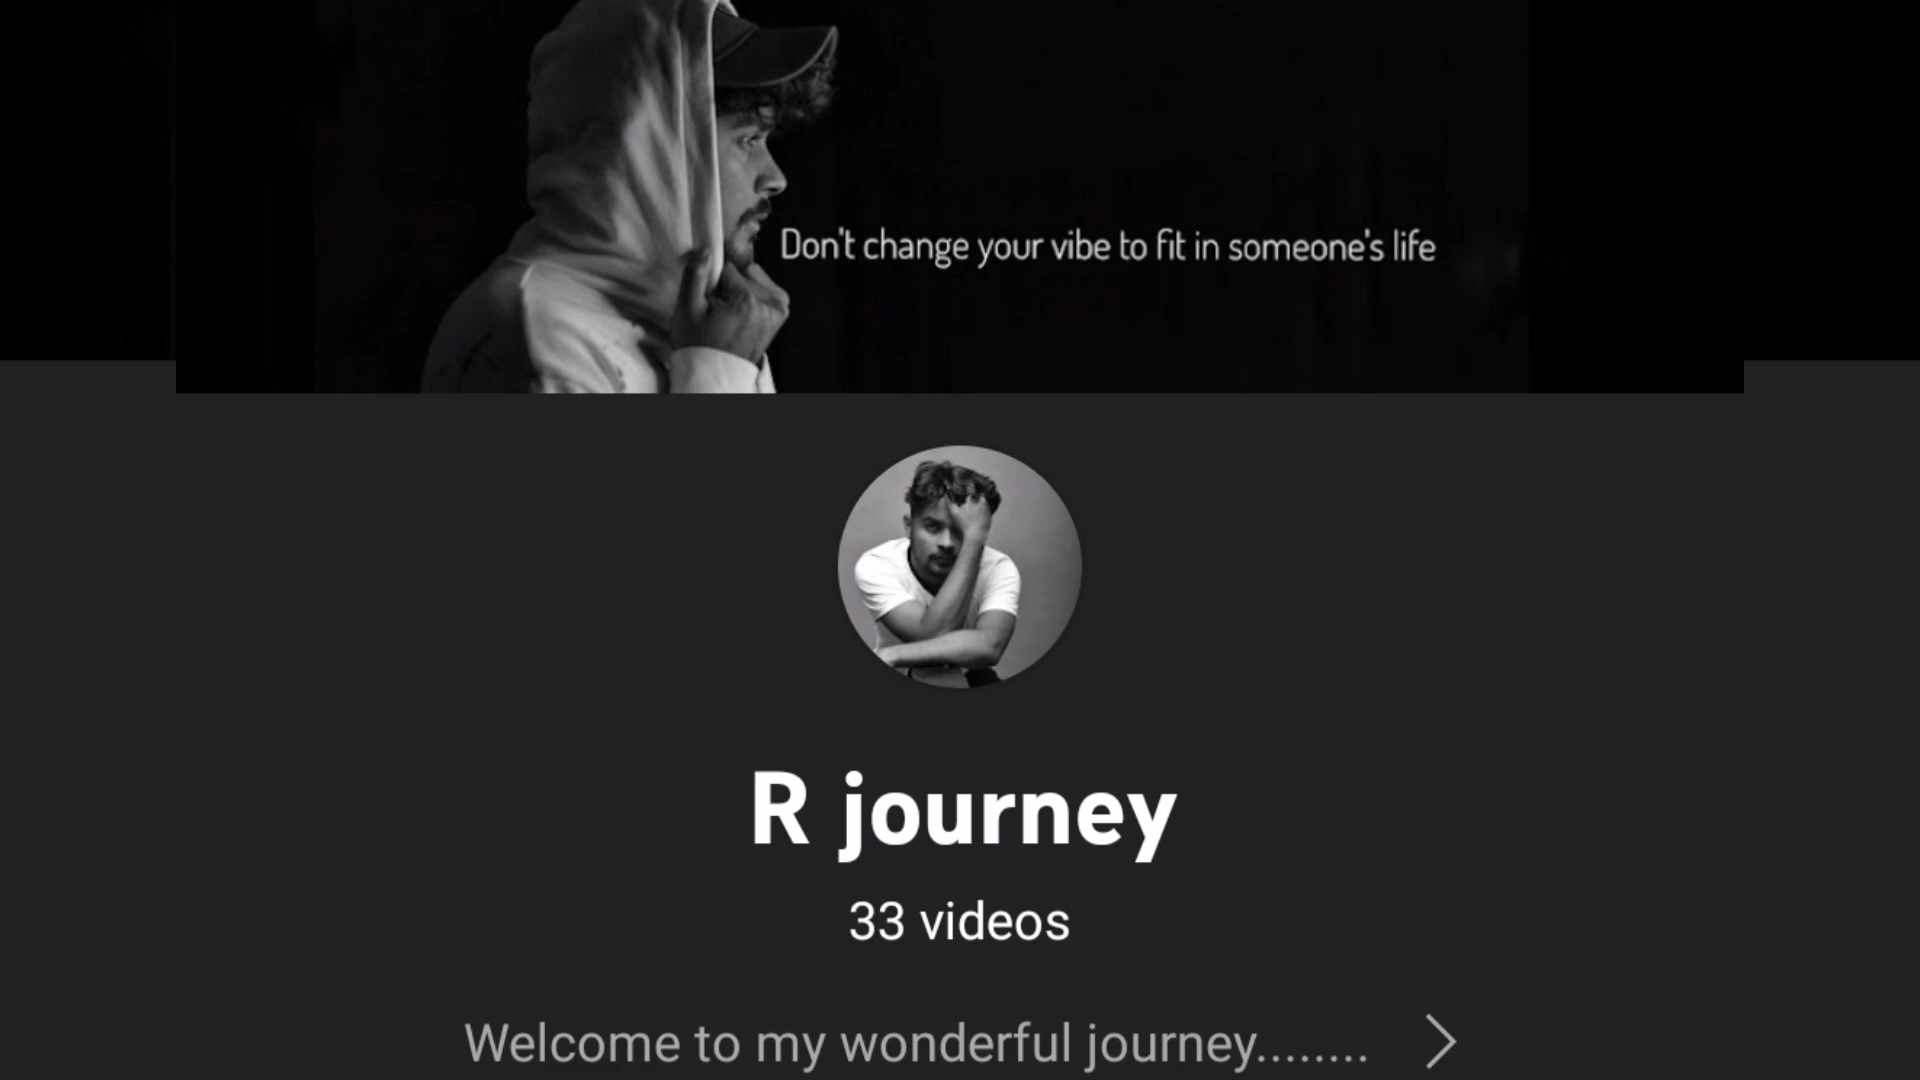 Don't change your vibe to fit in someone's life
R journey
33 videos
Welcome to my wonderful journey........